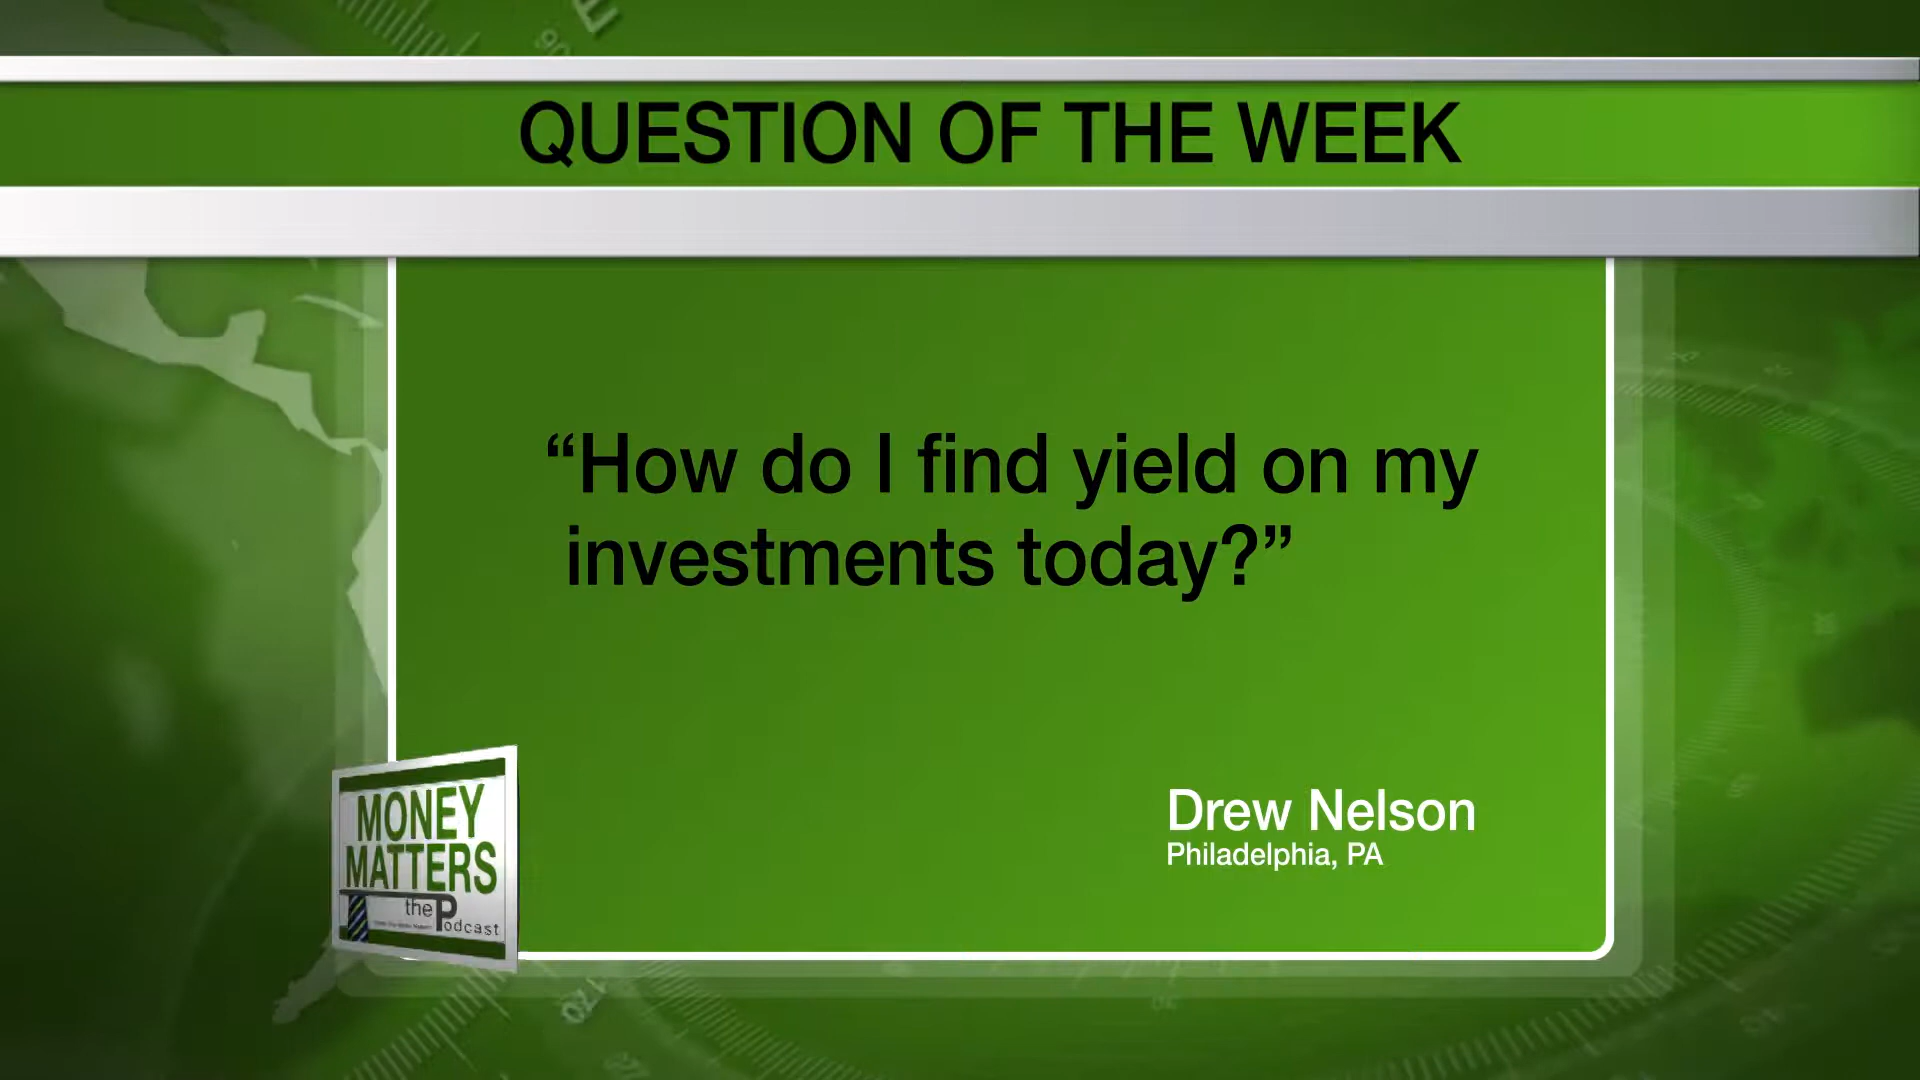 QUESTION OF THE WEEK
“How do I find yield on my
investments today?”
Drew Nelson
Philadelphia, PA
MONEY
MATTERS
the Podcast